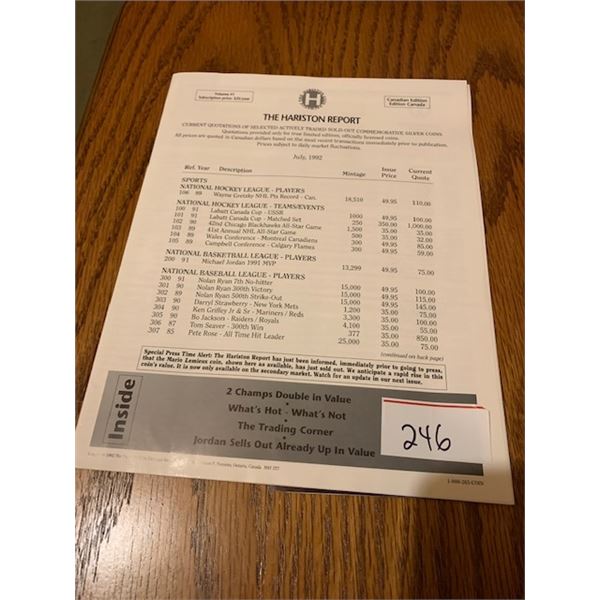 Volume #1
Subscription price $20/year
H
Canadian Edition
Edition Canada
THE HARISTON REPORT
CURRENT QUOTATIONS OF SELECTED ACTIVELY TRADED SOLD-OUT COMMEMORATIVE SILVER COINS
Quotations provided only for true limited edition, officially licensed coins.
All prices are quoted in Canadian dollars based on the most recent transactions immediately prior to publication.
Prices subject to daily market fluctuations.
July, 1992
Ref. Year Description Mintage Issue Price Current Quote
SPORTS
NATIONAL HOCKEY LEAGUE - PLAYERS
106 89 Wayne Gretzky NHL Pts Record - Can. 18,510 49.95 110.00
NATIONAL HOCKEY LEAGUE - TEAMS/EVENTS
100 91 Labatt Canada Cup - USSR 1000 49.95 100.00
101 91 Labatt Canada Cup - Matched Set 250 350.00 1,000.00
102 90 42nd Chicago Blackhawks All-Star Game 1,500 35.00 35.00
103 89 41st Annual NHL All-Star Game 500 35.00 32.00
104 89 Wales Conference - Montreal Canadiens 300 49.95 85.00
105 89 Campbell Conference - Calgary Flames 300 49.95 59.00
NATIONAL BASKETBALL LEAGUE - PLAYERS
200 91 Michael Jordan 1991 MVP 13,299 49.95 75.00
NATIONAL BASEBALL LEAGUE - PLAYERS
300 91 Nolan Ryan 7th No-hitter 15,000 49.95 100.00
301 90 Nolan Ryan 300th Victory 15,000 49.95 115.00
302 89 Nolan Ryan 500th Strike-Out 15,000 49.95 145.00
303 90 Darryl Strawberry - New York Mets 1,200 35.00 75.00
304 90 Ken Griffey Jr & Sr - Mariners / Reds 3,300 35.00 100.00
305 90 Bo Jackson - Raiders / Royals 4,100 35.00 55.00
306 87 Tom Seaver - 300th Win 377 35.00 850.00
307 85 Pete Rose - All Time Hit Leader 25,000 35.00 75.00
(continued on back page)
Special Press Time Alert: The Hariston Report has just been informed, immediately prior to going to press,
that the Mario Lemieux coin, shown here as available, has just sold out. We anticipate a rapid rise in this
coin's value. It is now only available on the secondary market. Watch for an update in our next issue.
Inside
2 Champs Double in Value
What's Hot - What's Not
The Trading Corner
Jordan Sells Out Already Up In Value
246
Toronto, Ontario, Canada
1-800-263-COIN